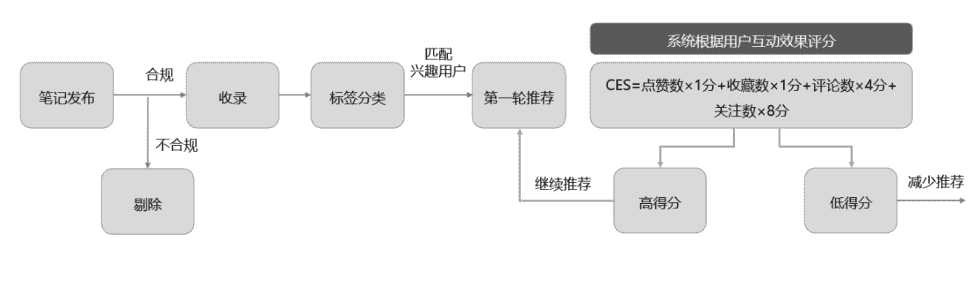 系统根据用户互动效果评分
匹配
兴趣用户
合规
笔记发布
收录
标签分类
第一轮推荐
CES=点赞数×1分+收藏数×1分+评论数×4分+
关注数×8分
不合规
剔除
继续推荐
高得分
低得分
减少推荐